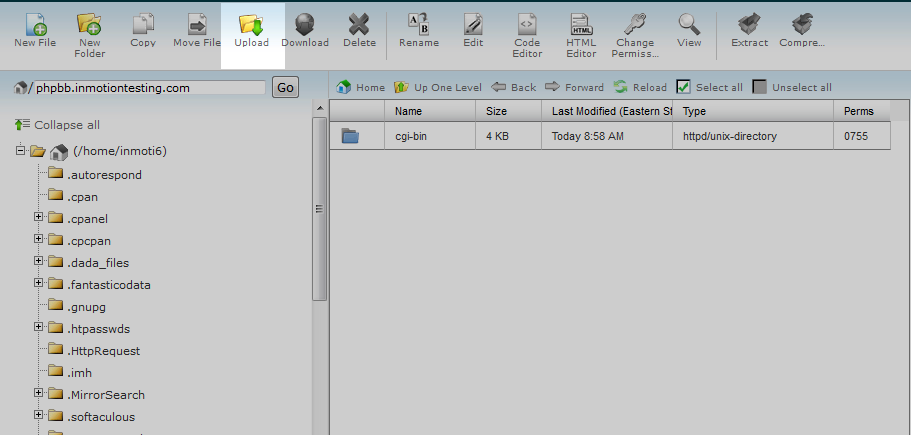 New File New Folder Copy Move File Upload Download Delete Rename Edit Code Editor HTML Editor Change Permiss... View Extract Compre...
/ phpbb.inmotiontesting.com Go
Home Up One Level Back Forward Reload Select all Unselect all
Collapse all
Name Size Last Modified (Eastern St Type Perms
cgi-bin 4 KB Today 8:58 AM httpd/unix-directory 0755
(/home/inmoti6)
.autorespond
.cpan
.cpanel
.cpcpan
.dada_files
.fantasticodata
.gnupg
.htpasswds
.HttpRequest
.imh
.MirrorSearch
.softaculous